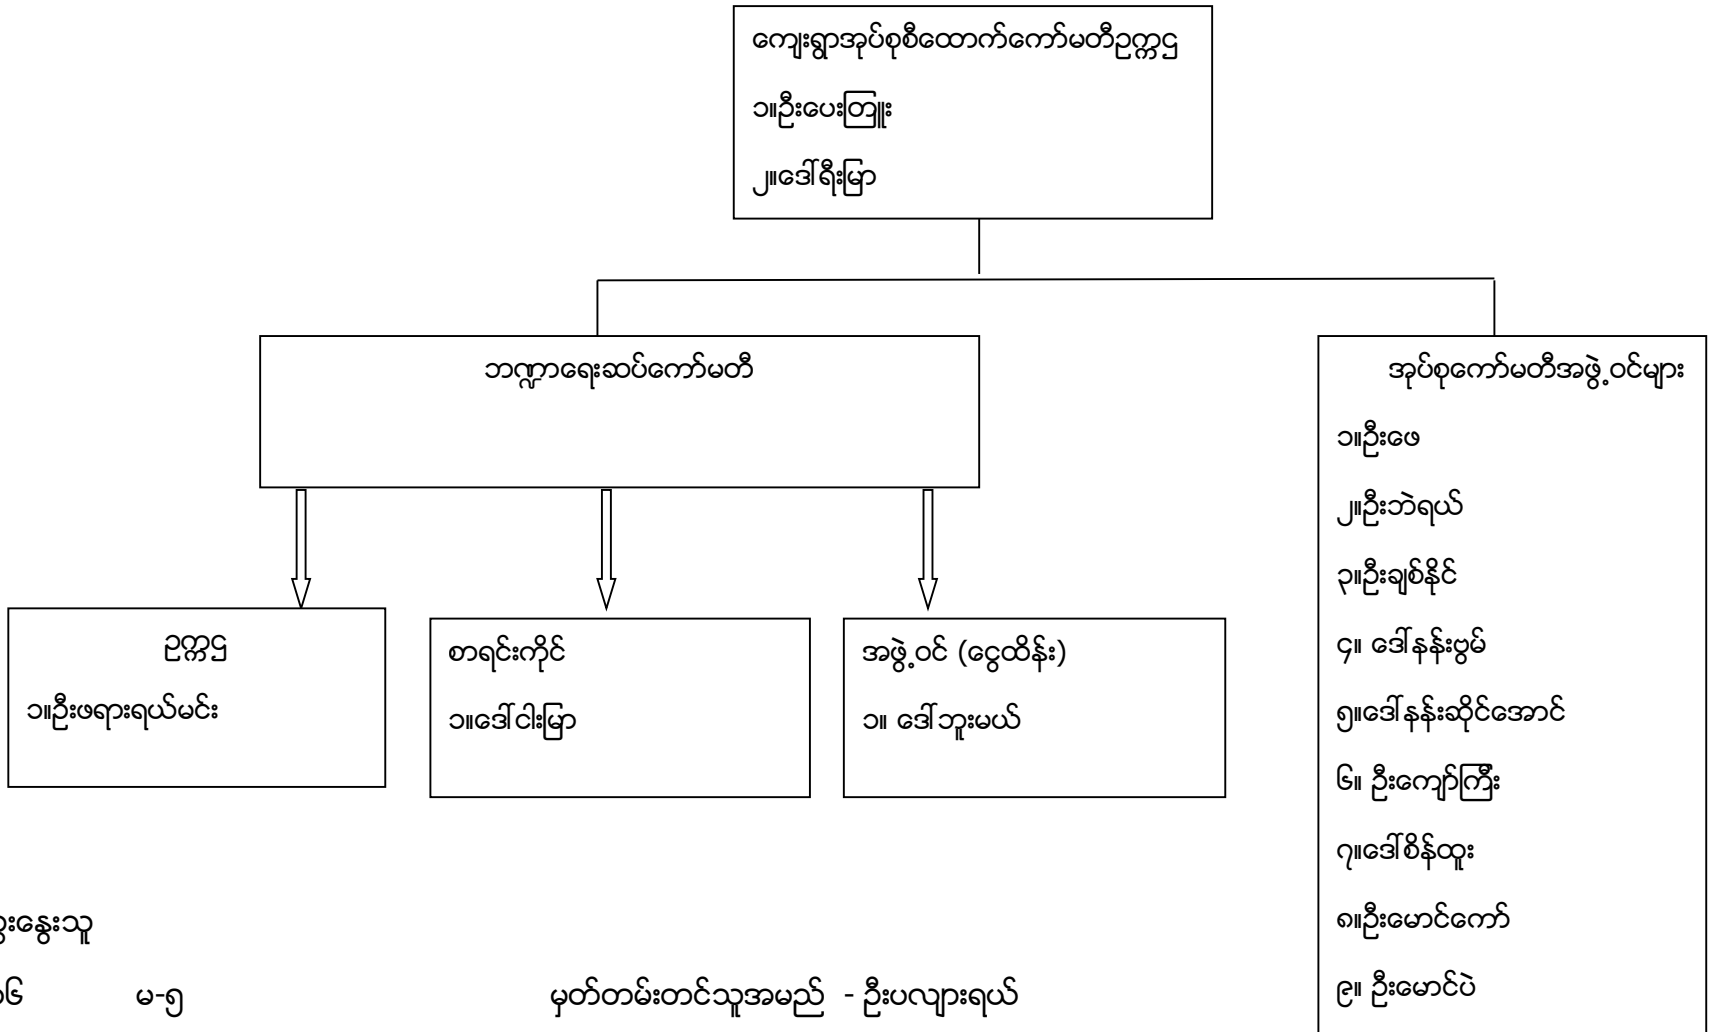 ကျေးရွာအုပ်စုစီထောက်ကော်မတီဥက္ကဌ
၁။ဦးပေးတြူး
၂။ဒေါ်ရီးမြာ
ဘဏ္ဍာရေးဆပ်ကော်မတီ
ဥက္ကဌ
၁။ဦးဖရားရယ်မင်း
စာရင်းကိုင်
၁။ဒေါ်ငါးမြာ
အဖွဲ့ဝင် (ငွေထိန်း)
၁။ ဒေါ်ဘူးမယ်
အုပ်စုကော်မတီအဖွဲ့ဝင်များ
၁။ဦးဖေ
၂။ဦးဘဲရယ်
၃။ဦးချစ်နိုင်
၄။ ဒေါ်နန်းဗွမ်
၅။ဒေါ်နန်းဆိုင်အောင်
၆။ ဦးကျော်ကြီး
၇။ဒေါ်စိန်ထူး
၈။ဦးမောင်ကော်
၉။ ဦးမောင်ပဲ
မ-၅
မှတ်တမ်းတင်သူအမည် - ဦးပလျားရယ်